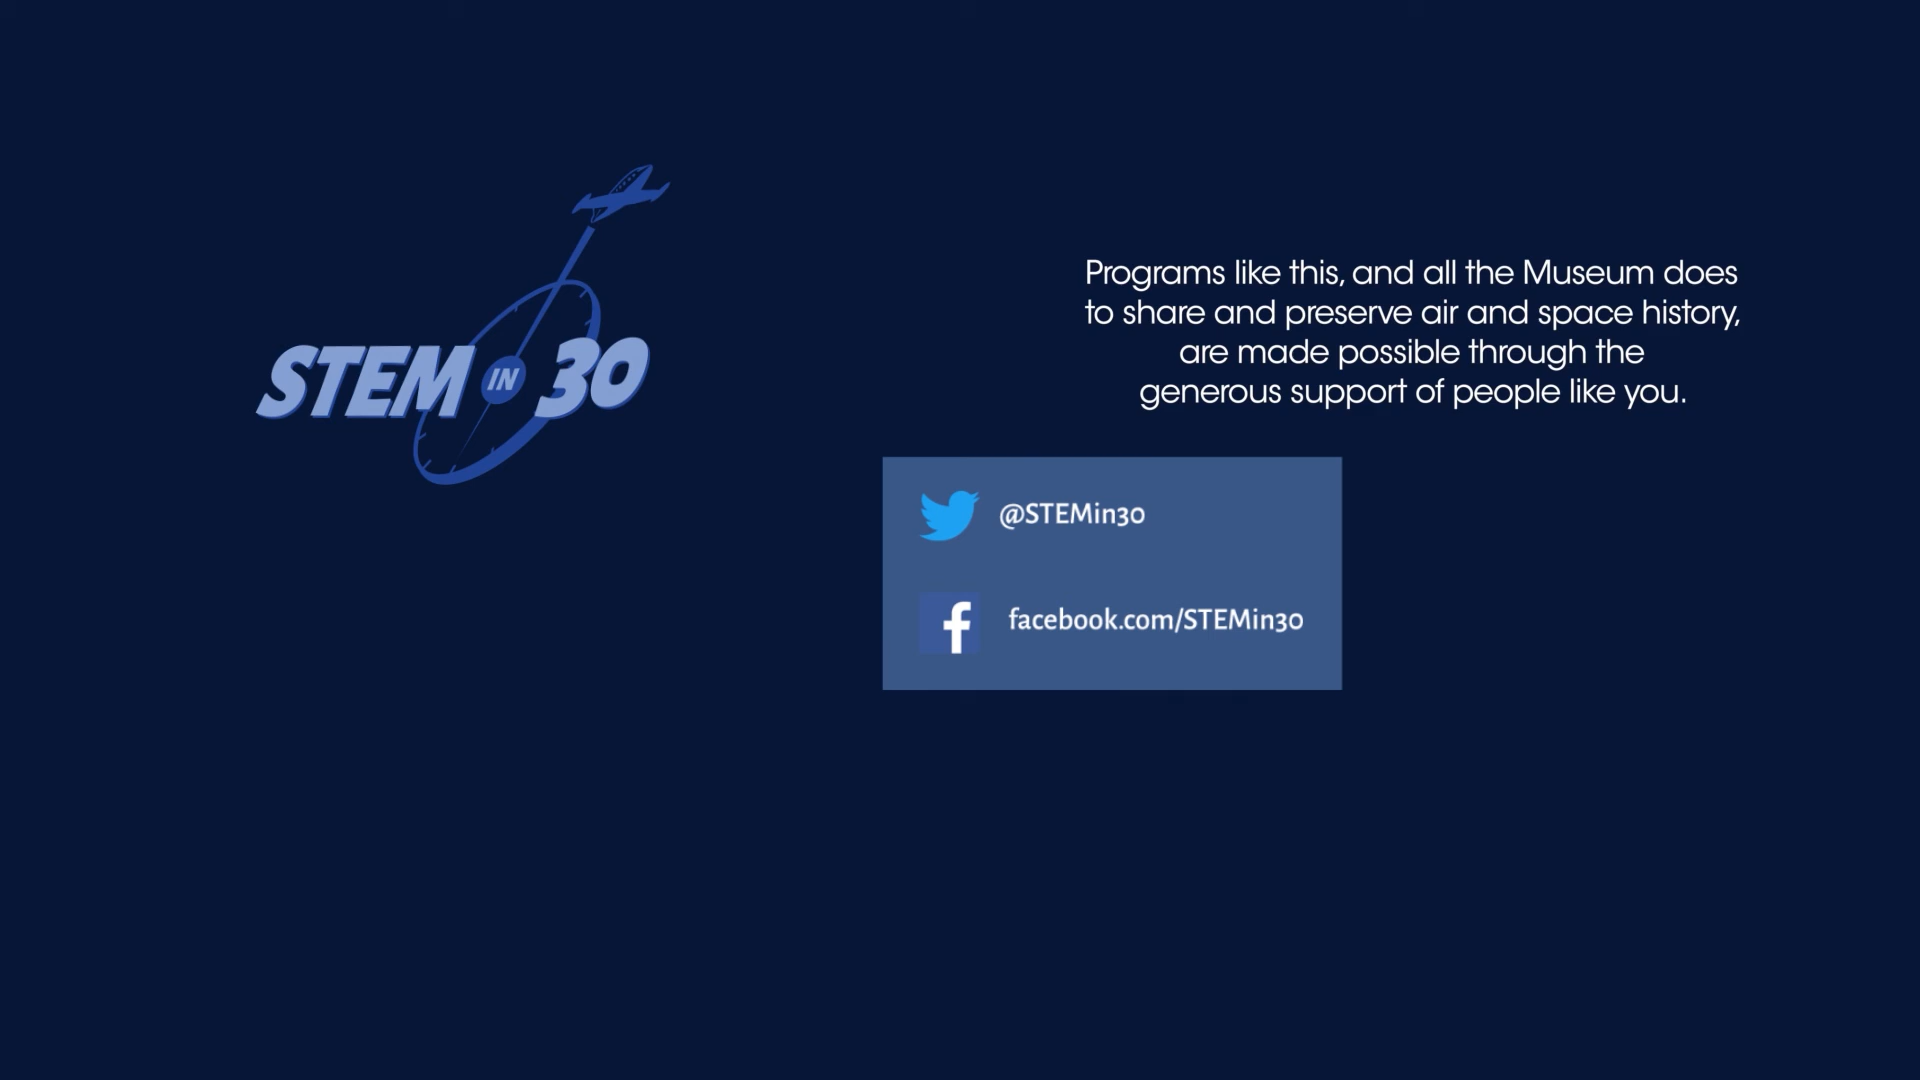 STEM IN 30
Programs like this, and all the Museum does
to share and preserve air and space history,
are made possible through the
generous support of people like you.
@STEMin30
facebook.com/STEMin30